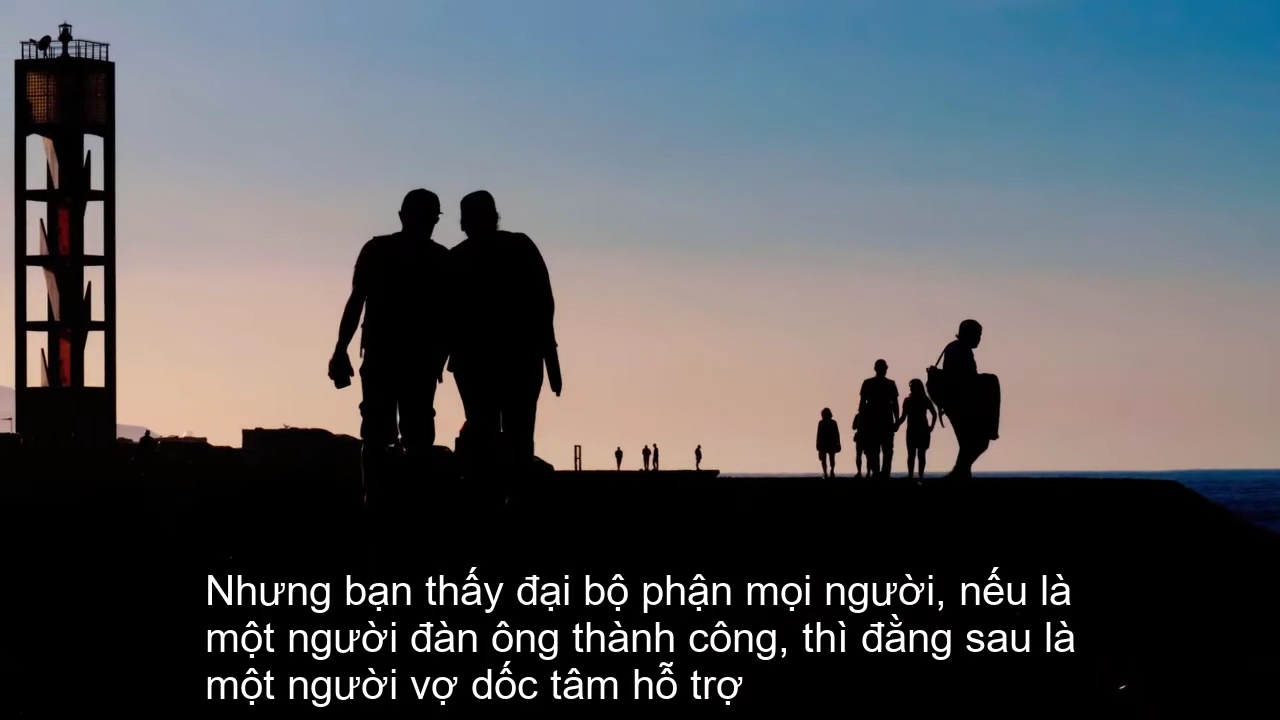 Nhưng bạn thấy đại bộ phận mọi người, nếu là
một người đàn ông thành công, thì đằng sau là
một người vợ dốc tâm hỗ trợ